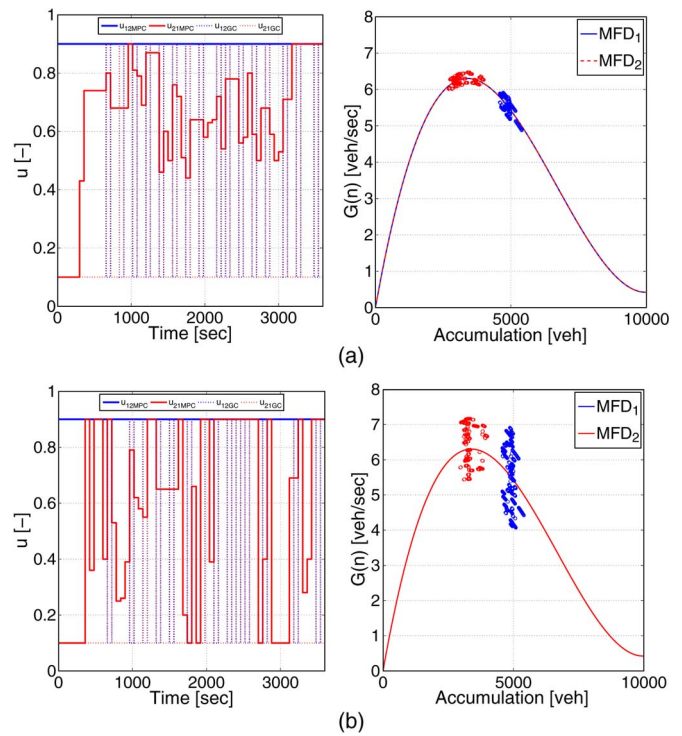 u12MPC u21MPC u12GC u21GC
1
0.8
0.6
0.4
0.2
0
u [–]
0 1000 2000 3000
Time [sec]
MFD1
MFD2
8
7
6
5
4
3
2
1
0
G(n) [veh/sec]
0 5000 10000
Accumulation [veh]
(a)
u12MPC u21MPC u12GC u21GC
1
0.8
0.6
0.4
0.2
0
u [–]
0 1000 2000 3000
Time [sec]
MFD1
MFD2
8
7
6
5
4
3
2
1
0
G(n) [veh/sec]
0 5000 10000
Accumulation [veh]
(b)